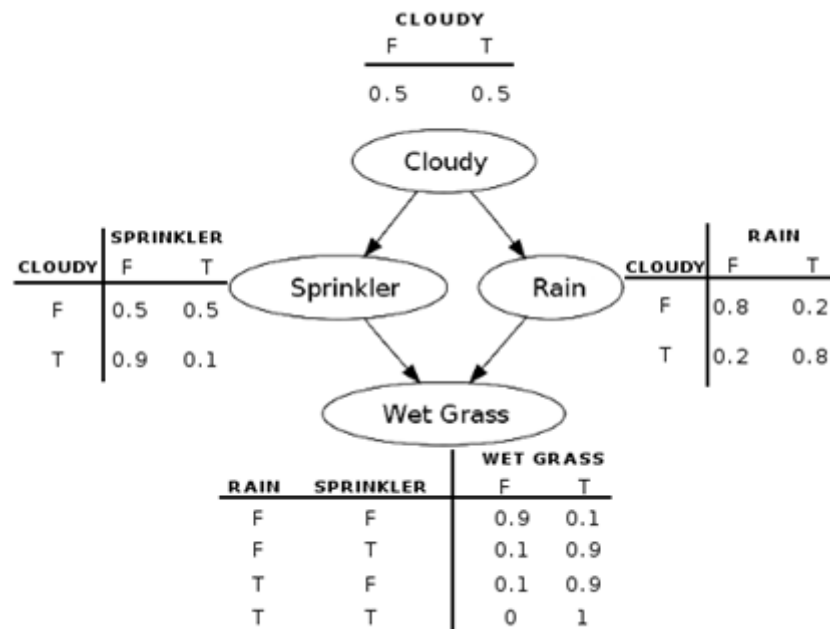 CLOUDY
F T
0.5 0.5
Cloudy
SPRINKLER
CLOUDY F T
F 0.5 0.5
T 0.9 0.1
Sprinkler
Rain
RAIN
CLOUDY F T
F 0.8 0.2
T 0.2 0.8
Wet Grass
WET GRASS
RAIN SPRINKLER F T
F F 0.9 0.1
F T 0.1 0.9
T F 0.1 0.9
T T 0 1